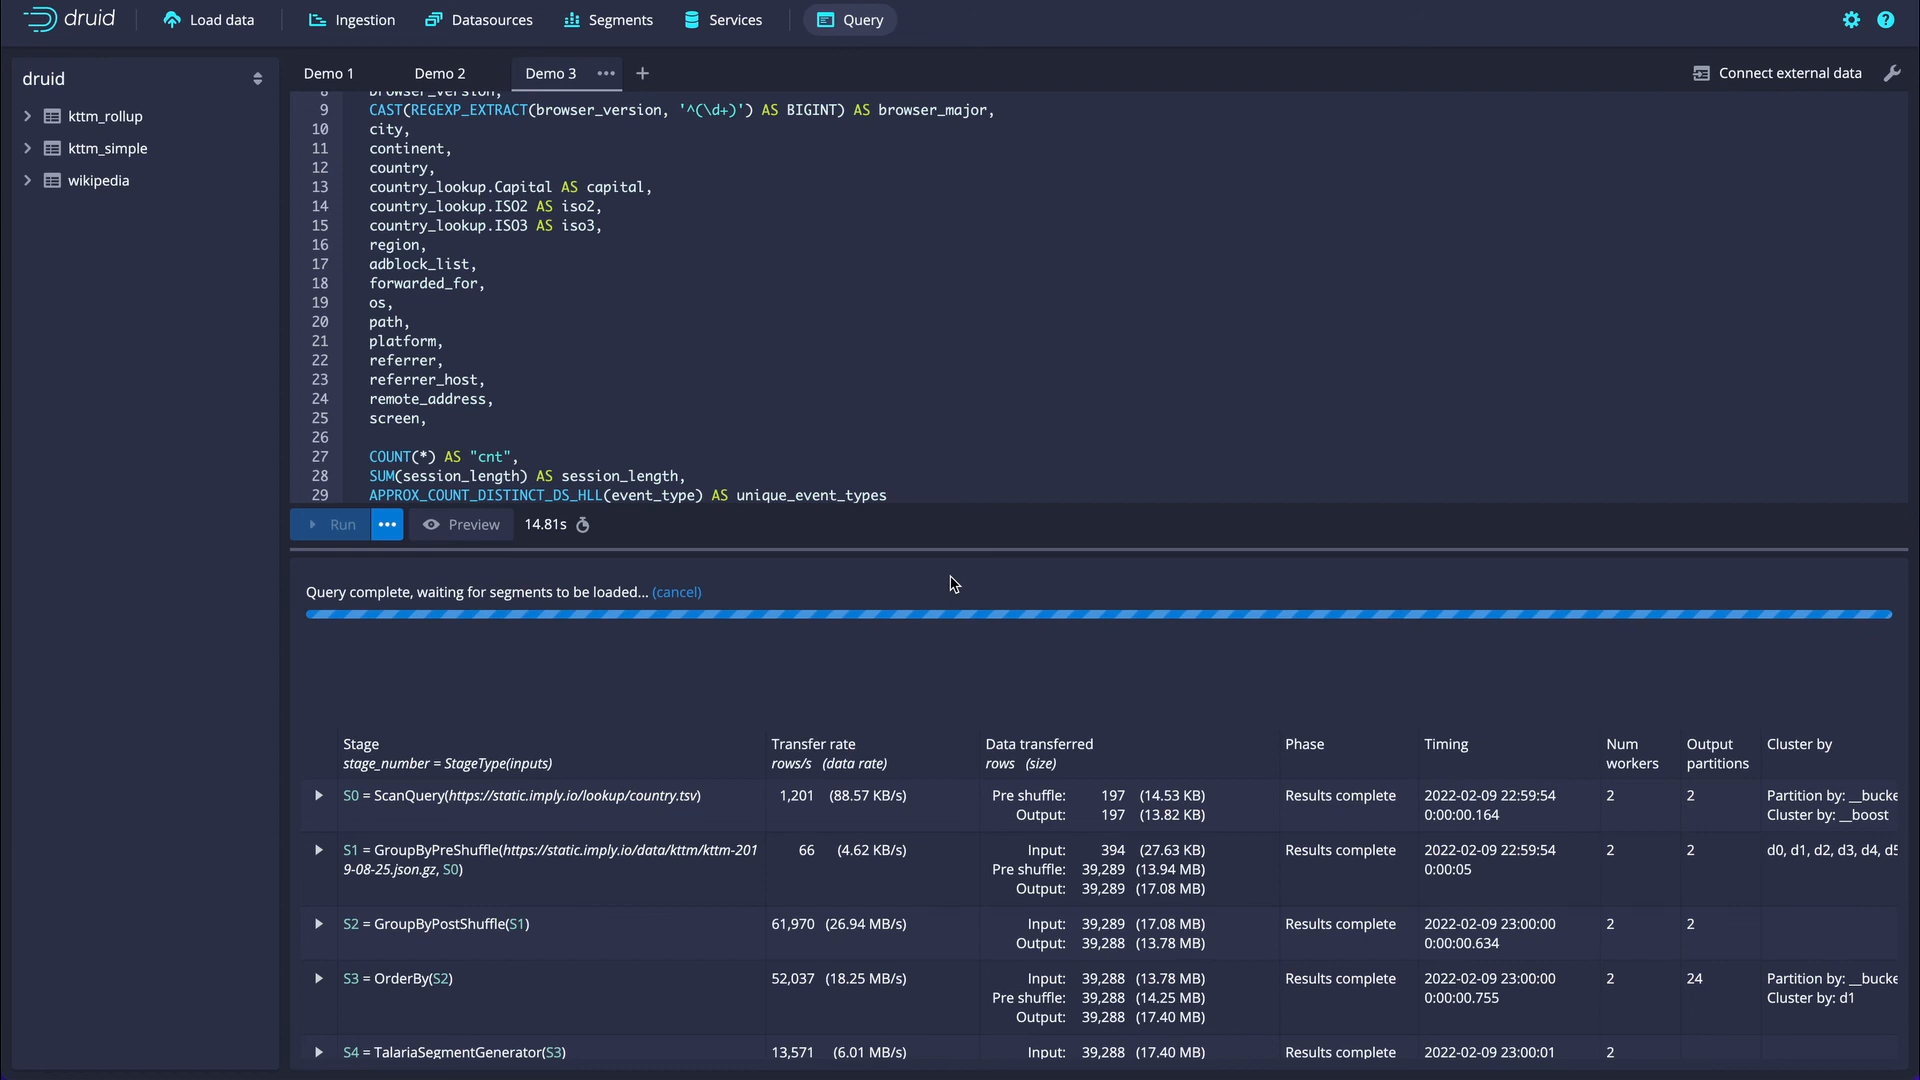 druid
Load data
Ingestion
Datasources
Segments
Services
Query
druid
kttm_rollup
kttm_simple
wikipedia
Demo 1
Demo 2
Demo 3
Connect external data
8 browser_version,
9 CAST(REGEXP_EXTRACT(browser_version, '^(\d+)') AS BIGINT) AS browser_major,
10 city,
11 continent,
12 country,
13 country_lookup.Capital AS capital,
14 country_lookup.ISO2 AS iso2,
15 country_lookup.ISO3 AS iso3,
16 region,
17 adblock_list,
18 forwarded_for,
19 os,
20 path,
21 platform,
22 referrer,
23 referrer_host,
24 remote_address,
25 screen,
26
27 COUNT(*) AS "cnt",
28 SUM(session_length) AS session_length,
29 APPROX_COUNT_DISTINCT_DS_HLL(event_type) AS unique_event_types
Run
Preview
14.81s
Query complete, waiting for segments to be loaded... (cancel)
Stage
stage_number = StageType(inputs)
Transfer rate
rows/s (data rate)
Data transferred
rows (size)
Phase
Timing
Num
workers
Output
partitions
Cluster by
S0 = ScanQuery(https://static.imply.io/lookup/country.tsv)
1,201 (88.57 KB/s)
Pre shuffle: 197 (14.53 KB)
Output: 197 (13.82 KB)
Results complete
2022-02-09 22:59:54
0:00:00.164
2
2
Partition by: __bucke
Cluster by: __boost
S1 = GroupByPreShuffle(https://static.imply.io/data/kttm/kttm-201
9-08-25.json.gz, S0)
66 (4.62 KB/s)
Input: 394 (27.63 KB)
Pre shuffle: 39,289 (13.94 MB)
Output: 39,289 (17.08 MB)
Results complete
2022-02-09 22:59:54
0:00:05
2
2
d0, d1, d2, d3, d4, d5
S2 = GroupByPostShuffle(S1)
61,970 (26.94 MB/s)
Input: 39,289 (17.08 MB)
Output: 39,288 (13.78 MB)
Results complete
2022-02-09 23:00:00
0:00:00.634
2
2
S3 = OrderBy(S2)
52,037 (18.25 MB/s)
Input: 39,288 (13.78 MB)
Pre shuffle: 39,288 (14.25 MB)
Output: 39,288 (17.40 MB)
Results complete
2022-02-09 23:00:00
0:00:00.755
2
24
Partition by: __bucke
Cluster by: d1
S4 = TalariaSegmentGenerator(S3)
13,571 (6.01 MB/s)
Input: 39,288 (17.40 MB)
Results complete
2022-02-09 23:00:01
2